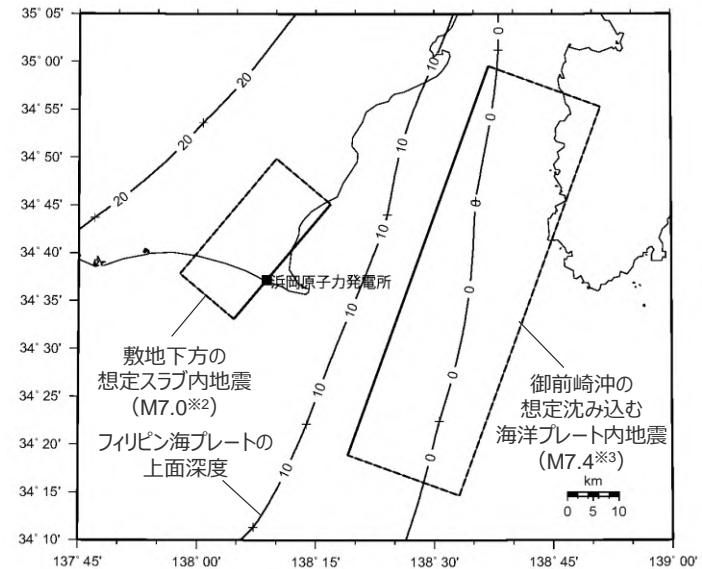 35° 05'
35° 00'
34° 55'
34° 50'
34° 45'
34° 40'
34° 35'
34° 30'
34° 25'
34° 20'
34° 15'
34° 10'
137° 45'
138° 00'
138° 15'
138° 30'
138° 45'
139° 00'
20
20
20
10
10
10
10
10
10
0
0
0
0
0
0
0
浜岡原子力発電所
敷地下方の
想定スラブ内地震
（M7.0※2）
フィリピン海プレートの
上面深度
御前崎沖の
想定沈み込む
海洋プレート内地震
（M7.4※3）
km
0 5 10